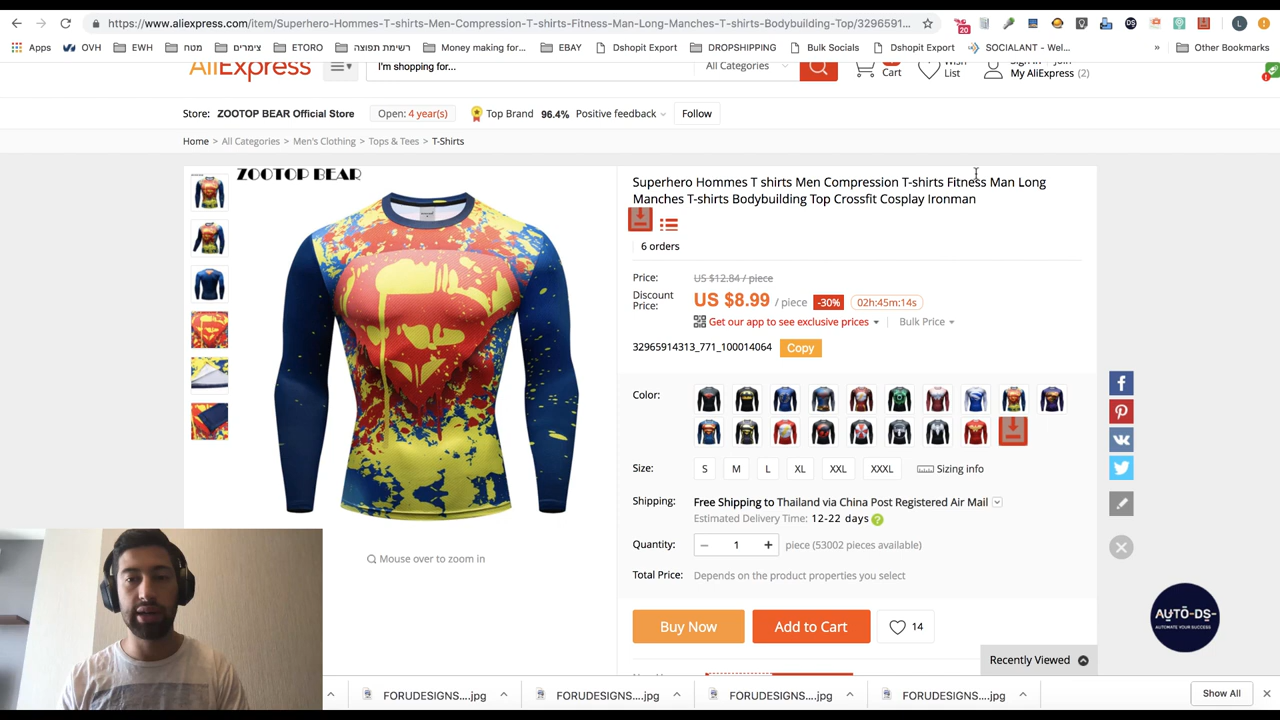 https://www.aliexpress.com/item/Superhero-Hommes-T-shirts-Men-Compression-T-shirts-Fitness-Man-Long-Manches-T-shirts-Bodybuilding-Top/3296591...
20
L
Apps OVH EWH מטח צימרים ETORO רשימת תפוצה Money making for... EBAY Dshopit Export DROPSHIPPING Bulk Socials Dshopit Export SOCIALANT - Wel... » Other Bookmarks
AliExpress
I'm shopping for...
All Categories
Cart
Wish
List
Sign in Join
My AliExpress (2)
Store: ZOOTOP BEAR Official Store Open: 4 year(s) Top Brand 96.4% Positive feedback Follow
Home > All Categories > Men's Clothing > Tops & Tees > T-Shirts
ZOOTOP BEAR
Superhero Hommes T shirts Men Compression T-shirts Fitness Man Long
Manches T-shirts Bodybuilding Top Crossfit Cosplay Ironman
6 orders
Price: US $12.84 / piece
Discount
Price:
US $8.99 / piece -30% 02h:45m:14s
Get our app to see exclusive prices Bulk Price
32965914313_771_100014064 Copy
Color:
Size: S M L XL XXL XXXL Sizing info
Shipping: Free Shipping to Thailand via China Post Registered Air Mail
Estimated Delivery Time: 12-22 days ?
Quantity: − 1 + piece (53002 pieces available)
Total Price: Depends on the product properties you select
Mouse over to zoom in
Buy Now Add to Cart 14
AUTO-DS-
AUTOMATE YOUR SUCCESS
Recently Viewed
FORUDESIGNS....jpg FORUDESIGNS....jpg FORUDESIGNS....jpg FORUDESIGNS....jpg Show All